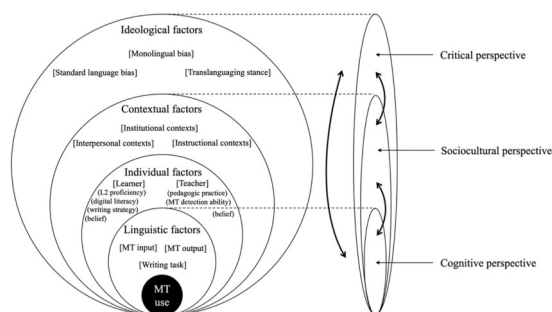 Ideological factors
[Monolingual bias]
[Standard language bias] [Translanguaging stance]
Critical perspective
Contextual factors
[Institutional contexts]
[Interpersonal contexts] [Instructional contexts]
Sociocultural perspective
Individual factors
[Learner] [Teacher]
(L2 proficiency) (pedagogic practice)
(digital literacy) (MT detection ability)
(writing strategy)
(belief) (belief)
Linguistic factors
[MT input] [MT output]
[Writing task]
Cognitive perspective
MT
use